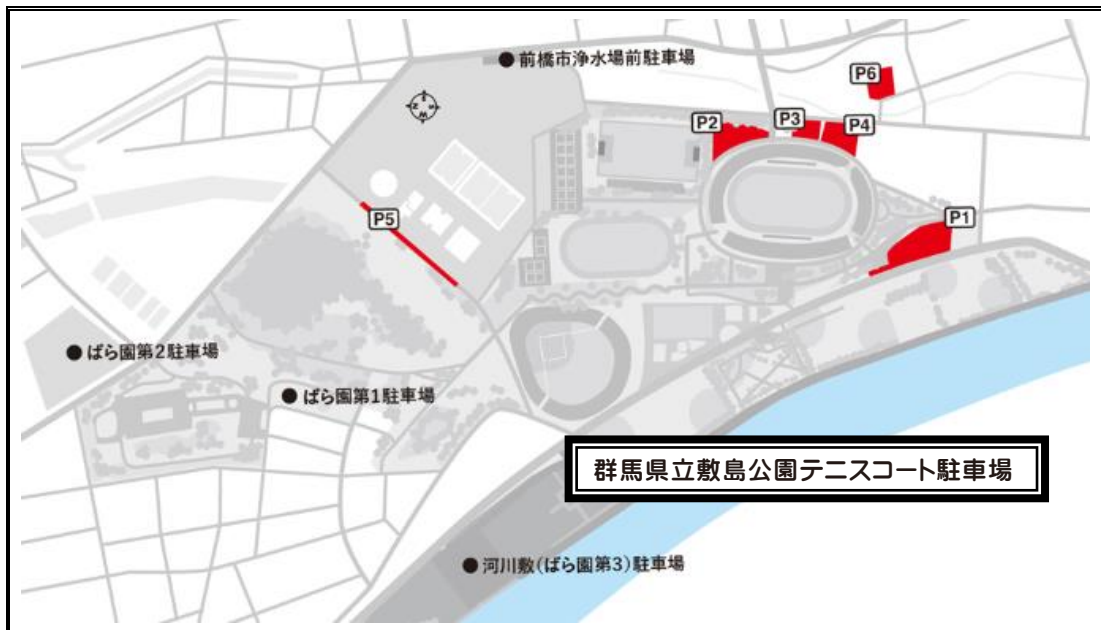 前橋市浄水場前駐車場
P6
P2
P3
P4
P5
P1
ばら園第2駐車場
ばら園第1駐車場
群馬県立敷島公園テニスコート駐車場
河川敷(ばら園第3)駐車場